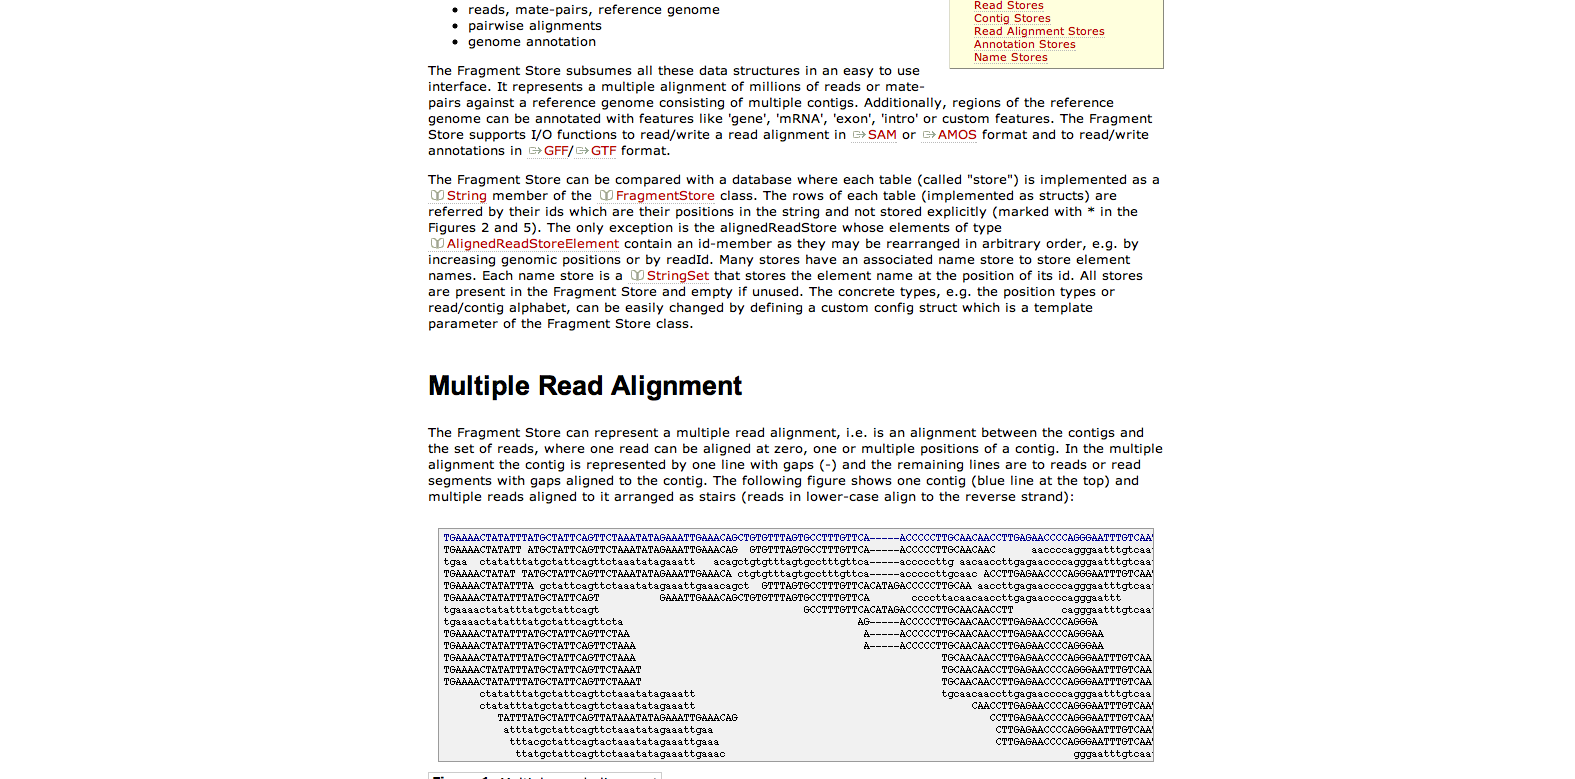 reads, mate-pairs, reference genome
pairwise alignments
genome annotation
Read Stores
Contig Stores
Read Alignment Stores
Annotation Stores
Name Stores
The Fragment Store subsumes all these data structures in an easy to use
interface. It represents a multiple alignment of millions of reads or mate-
pairs against a reference genome consisting of multiple contigs. Additionally, regions of the reference
genome can be annotated with features like 'gene', 'mRNA', 'exon', 'intro' or custom features. The Fragment
Store supports I/O functions to read/write a read alignment in SAM or AMOS format and to read/write
annotations in GFF/ GTF format.
The Fragment Store can be compared with a database where each table (called "store") is implemented as a
String member of the FragmentStore class. The rows of each table (implemented as structs) are
referred by their ids which are their positions in the string and not stored explicitly (marked with * in the
Figures 2 and 5). The only exception is the alignedReadStore whose elements of type
AlignedReadStoreElement contain an id-member as they may be rearranged in arbitrary order, e.g. by
increasing genomic positions or by readId. Many stores have an associated name store to store element
names. Each name store is a StringSet that stores the element name at the position of its id. All stores
are present in the Fragment Store and empty if unused. The concrete types, e.g. the position types or
read/contig alphabet, can be easily changed by defining a custom config struct which is a template
parameter of the Fragment Store class.
Multiple Read Alignment
The Fragment Store can represent a multiple read alignment, i.e. is an alignment between the contigs and
the set of reads, where one read can be aligned at zero, one or multiple positions of a contig. In the multiple
alignment the contig is represented by one line with gaps (-) and the remaining lines are to reads or read
segments with gaps aligned to the contig. The following figure shows one contig (blue line at the top) and
multiple reads aligned to it arranged as stairs (reads in lower-case align to the reverse strand):
TGAAAACTATATTTATGCTATTCAGTTCTAAATATAGAAATTGAAACAGCTGTGTTTAGTGCCTTTGTTCA-----ACCCCCTTGCAACAACCTTGAGAACCCCAGGGAATTTGTCAA
TGAAAACTATATT ATGCTATTCAGTTCTAAATATAGAAATTGAAACAG GTGTTTAGTGCCTTTGTTCA-----ACCCCCTTGCAACAAC aaccccagggaatttgtcaa
tgaa ctatatttatgctattcagttctaaatatagaaatt acagctgtgtttagtgcctttgttca-----acccccttg aacaaccttgagaaccccagggaatttgtcaa
TGAAAACTATAT TATGCTATTCAGTTCTAAATATAGAAATTGAAACA ctgtgtttagtgcctttgttca-----acccccttgcaac ACCTTGAGAACCCCAGGGAATTTGTCAA
TGAAAACTATATTTA gctattcagttctaaatatagaaattgaaacagct GTTTAGTGCCTTTGTTCACATAGACCCCCTTGCAA aaccttgagaaccccagggaatttgtcaa
TGAAAACTATATTTATGCTATTCAGT GAAATTGAAACAGCTGTGTTTAGTGCCTTTGTTCA ccccttacaacaaccttgagaaccccagggaattt
tgaaaactatatttatgctattcagt GCCTTTGTTCACATAGACCCCCTTGCAACAACCTT cagggaatttgtcaa
tgaaaactatatttatgctattcagttcta AG-----ACCCCCTTGCAACAACCTTGAGAACCCCAGGGA
TGAAAACTATATTTATGCTATTCAGTTCTAA A-----ACCCCCTTGCAACAACCTTGAGAACCCCAGGGAA
TGAAAACTATATTTATGCTATTCAGTTCTAAA A-----ACCCCCTTGCAACAACCTTGAGAACCCCAGGGAA
TGAAAACTATATTTATGCTATTCAGTTCTAAA TGCAACAACCTTGAGAACCCCAGGGAATTTGTCAA
TGAAAACTATATTTATGCTATTCAGTTCTAAAT TGCAACAACCTTGAGAACCCCAGGGAATTTGTCAA
TGAAAACTATATTTATGCTATTCAGTTCTAAAT TGCAACAACCTTGAGAACCCCAGGGAATTTGTCAA
ctatatttatgctattcagttctaaatatagaaatt tgcaacaaccttgagaaccccagggaatttgtcaa
ctatatttatgctattcagttctaaatatagaaatt CAACCTTGAGAACCCCAGGGAATTTGTCAA
TATTTATGCTATTCAGTTATAAATATAGAAATTGAAACAG CCTTGAGAACCCCAGGGAATTTGTCAA
atttatgctattcagttctaaatatagaaattgaa CTTGAGAACCCCAGGGAATTTGTCAA
tttacgctattcagtactaaatatagaaattgaaa CTTGAGAACCCCAGGGAATTTGTCAA
ttatgctattcagttctaaatatagaaattgaaac gggaatttgtcaa